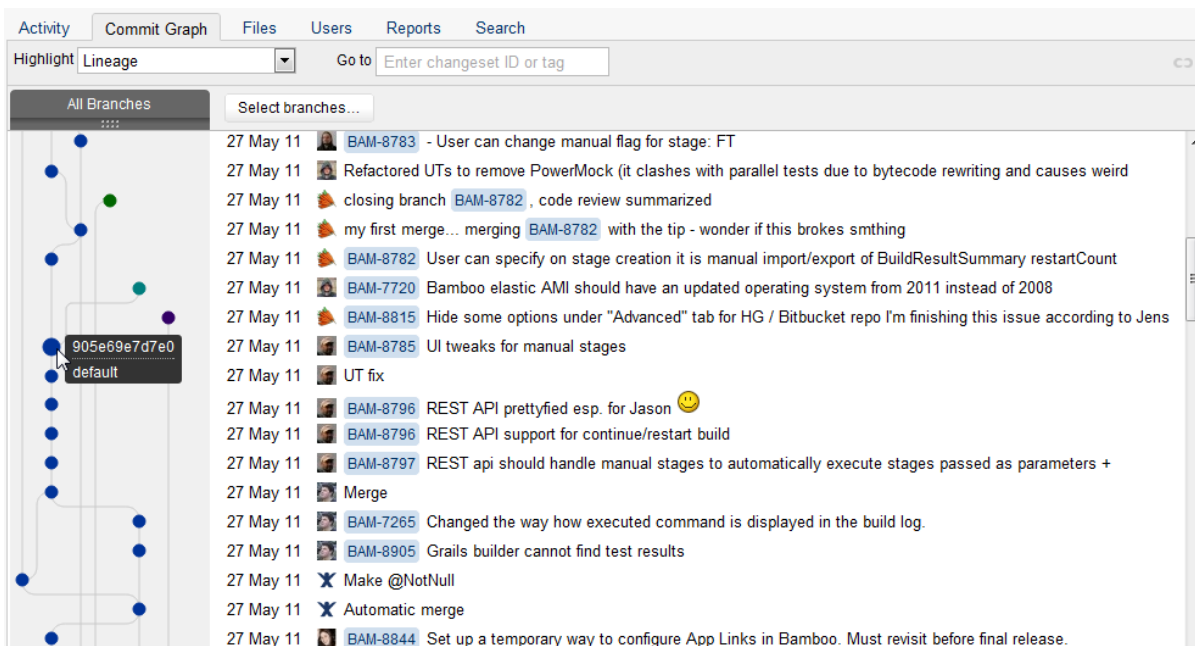 Activity Commit Graph Files Users Reports Search
Highlight Lineage Go to Enter changeset ID or tag
All Branches Select branches...
27 May 11 BAM-8783 - User can change manual flag for stage: FT
27 May 11 Refactored UTs to remove PowerMock (it clashes with parallel tests due to bytecode rewriting and causes weird
27 May 11 closing branch BAM-8782 , code review summarized
27 May 11 my first merge... merging BAM-8782 with the tip - wonder if this brokes smthing
27 May 11 BAM-8782 User can specify on stage creation it is manual import/export of BuildResultSummary restartCount
27 May 11 BAM-7720 Bamboo elastic AMI should have an updated operating system from 2011 instead of 2008
27 May 11 BAM-8815 Hide some options under "Advanced" tab for HG / Bitbucket repo I'm finishing this issue according to Jens
905e69e7d7e0 27 May 11 BAM-8785 UI tweaks for manual stages
default 27 May 11 UT fix
27 May 11 BAM-8796 REST API prettyfied esp. for Jason
27 May 11 BAM-8796 REST API support for continue/restart build
27 May 11 BAM-8797 REST api should handle manual stages to automatically execute stages passed as parameters +
27 May 11 Merge
27 May 11 BAM-7265 Changed the way how executed command is displayed in the build log.
27 May 11 BAM-8905 Grails builder cannot find test results
27 May 11 Make @NotNull
27 May 11 Automatic merge
27 May 11 BAM-8844 Set up a temporary way to configure App Links in Bamboo. Must revisit before final release.